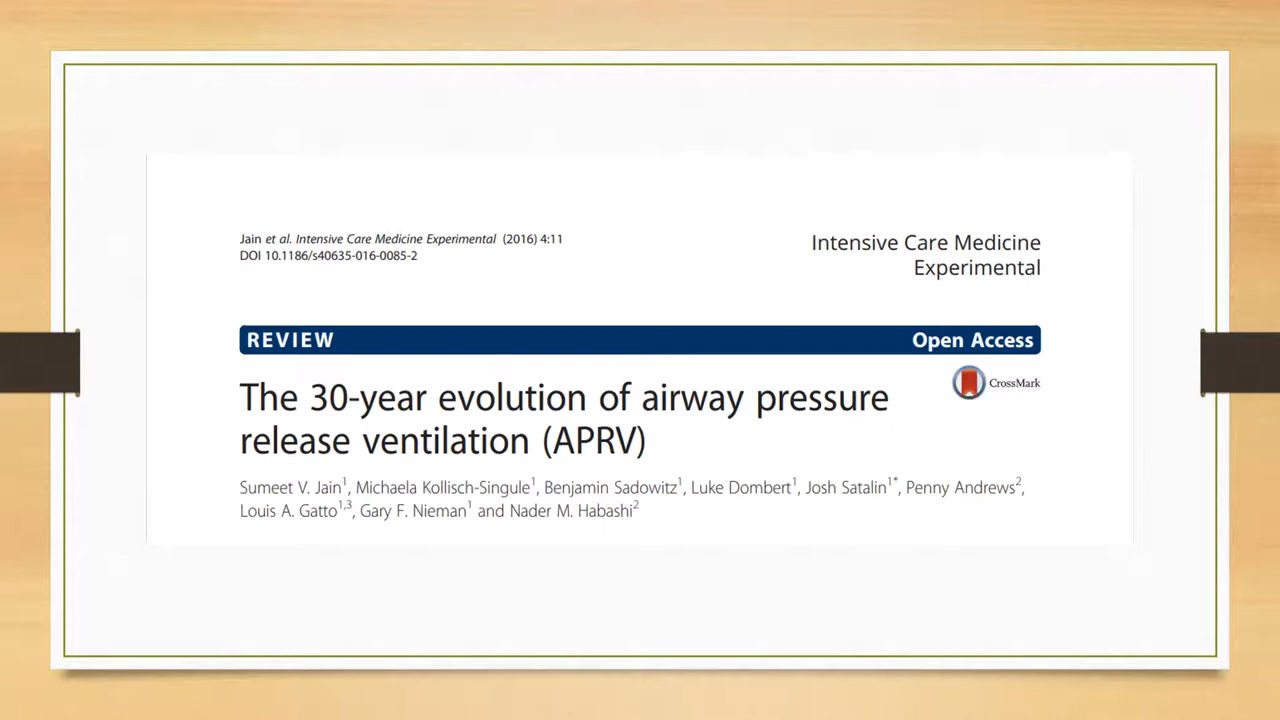 Jain et al. Intensive Care Medicine Experimental (2016) 4:11
DOI 10.1186/s40635-016-0085-2
Intensive Care Medicine
Experimental
REVIEW Open Access
CrossMark
The 30-year evolution of airway pressure
release ventilation (APRV)
Sumeet V. Jain1, Michaela Kollisch-Singule1, Benjamin Sadowitz1, Luke Dombert1, Josh Satalin1*, Penny Andrews2,
Louis A. Gatto1,3, Gary F. Nieman1 and Nader M. Habashi2